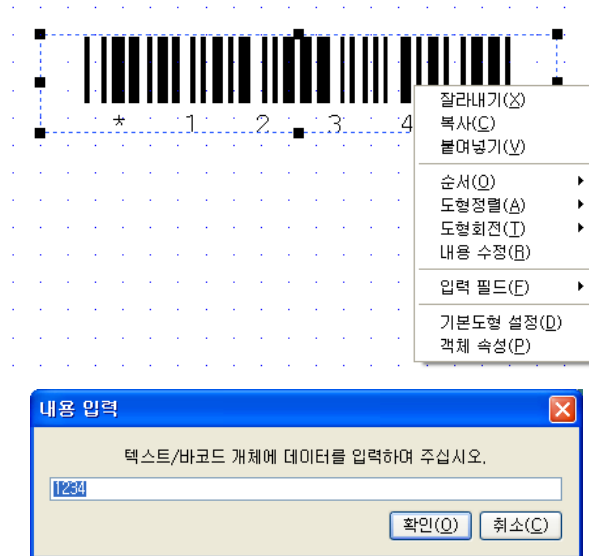 * 1 2 3 4
잘라내기(X)
복사(C)
붙여넣기(V)
순서(O)
도형정렬(A)
도형회전(T)
내용 수정(R)
입력 필드(F)
기본도형 설정(D)
객체 속성(P)
내용 입력
텍스트/바코드 개체에 데이터를 입력하여 주십시오.
1234
확인(O) 취소(C)